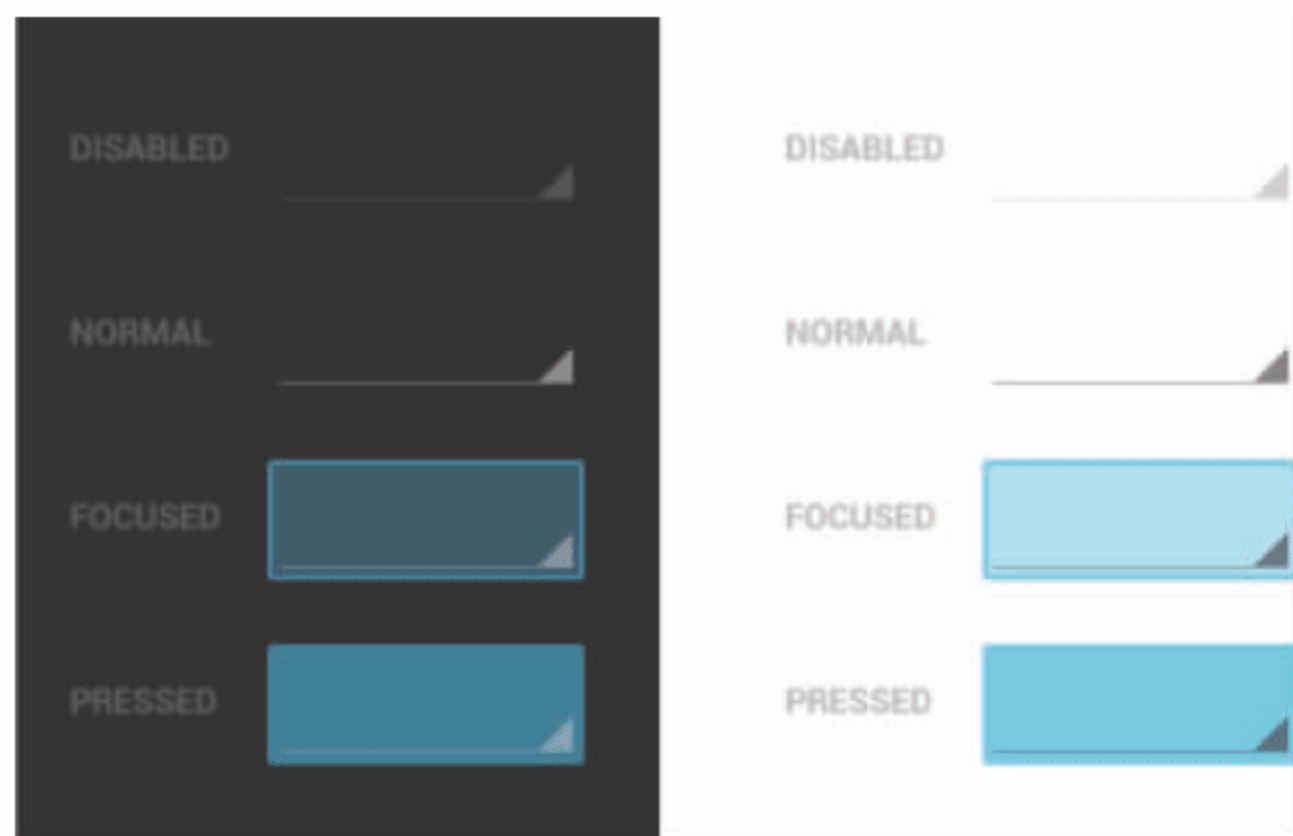 DISABLED
DISABLED
NORMAL
NORMAL
FOCUSED
FOCUSED
PRESSED
PRESSED